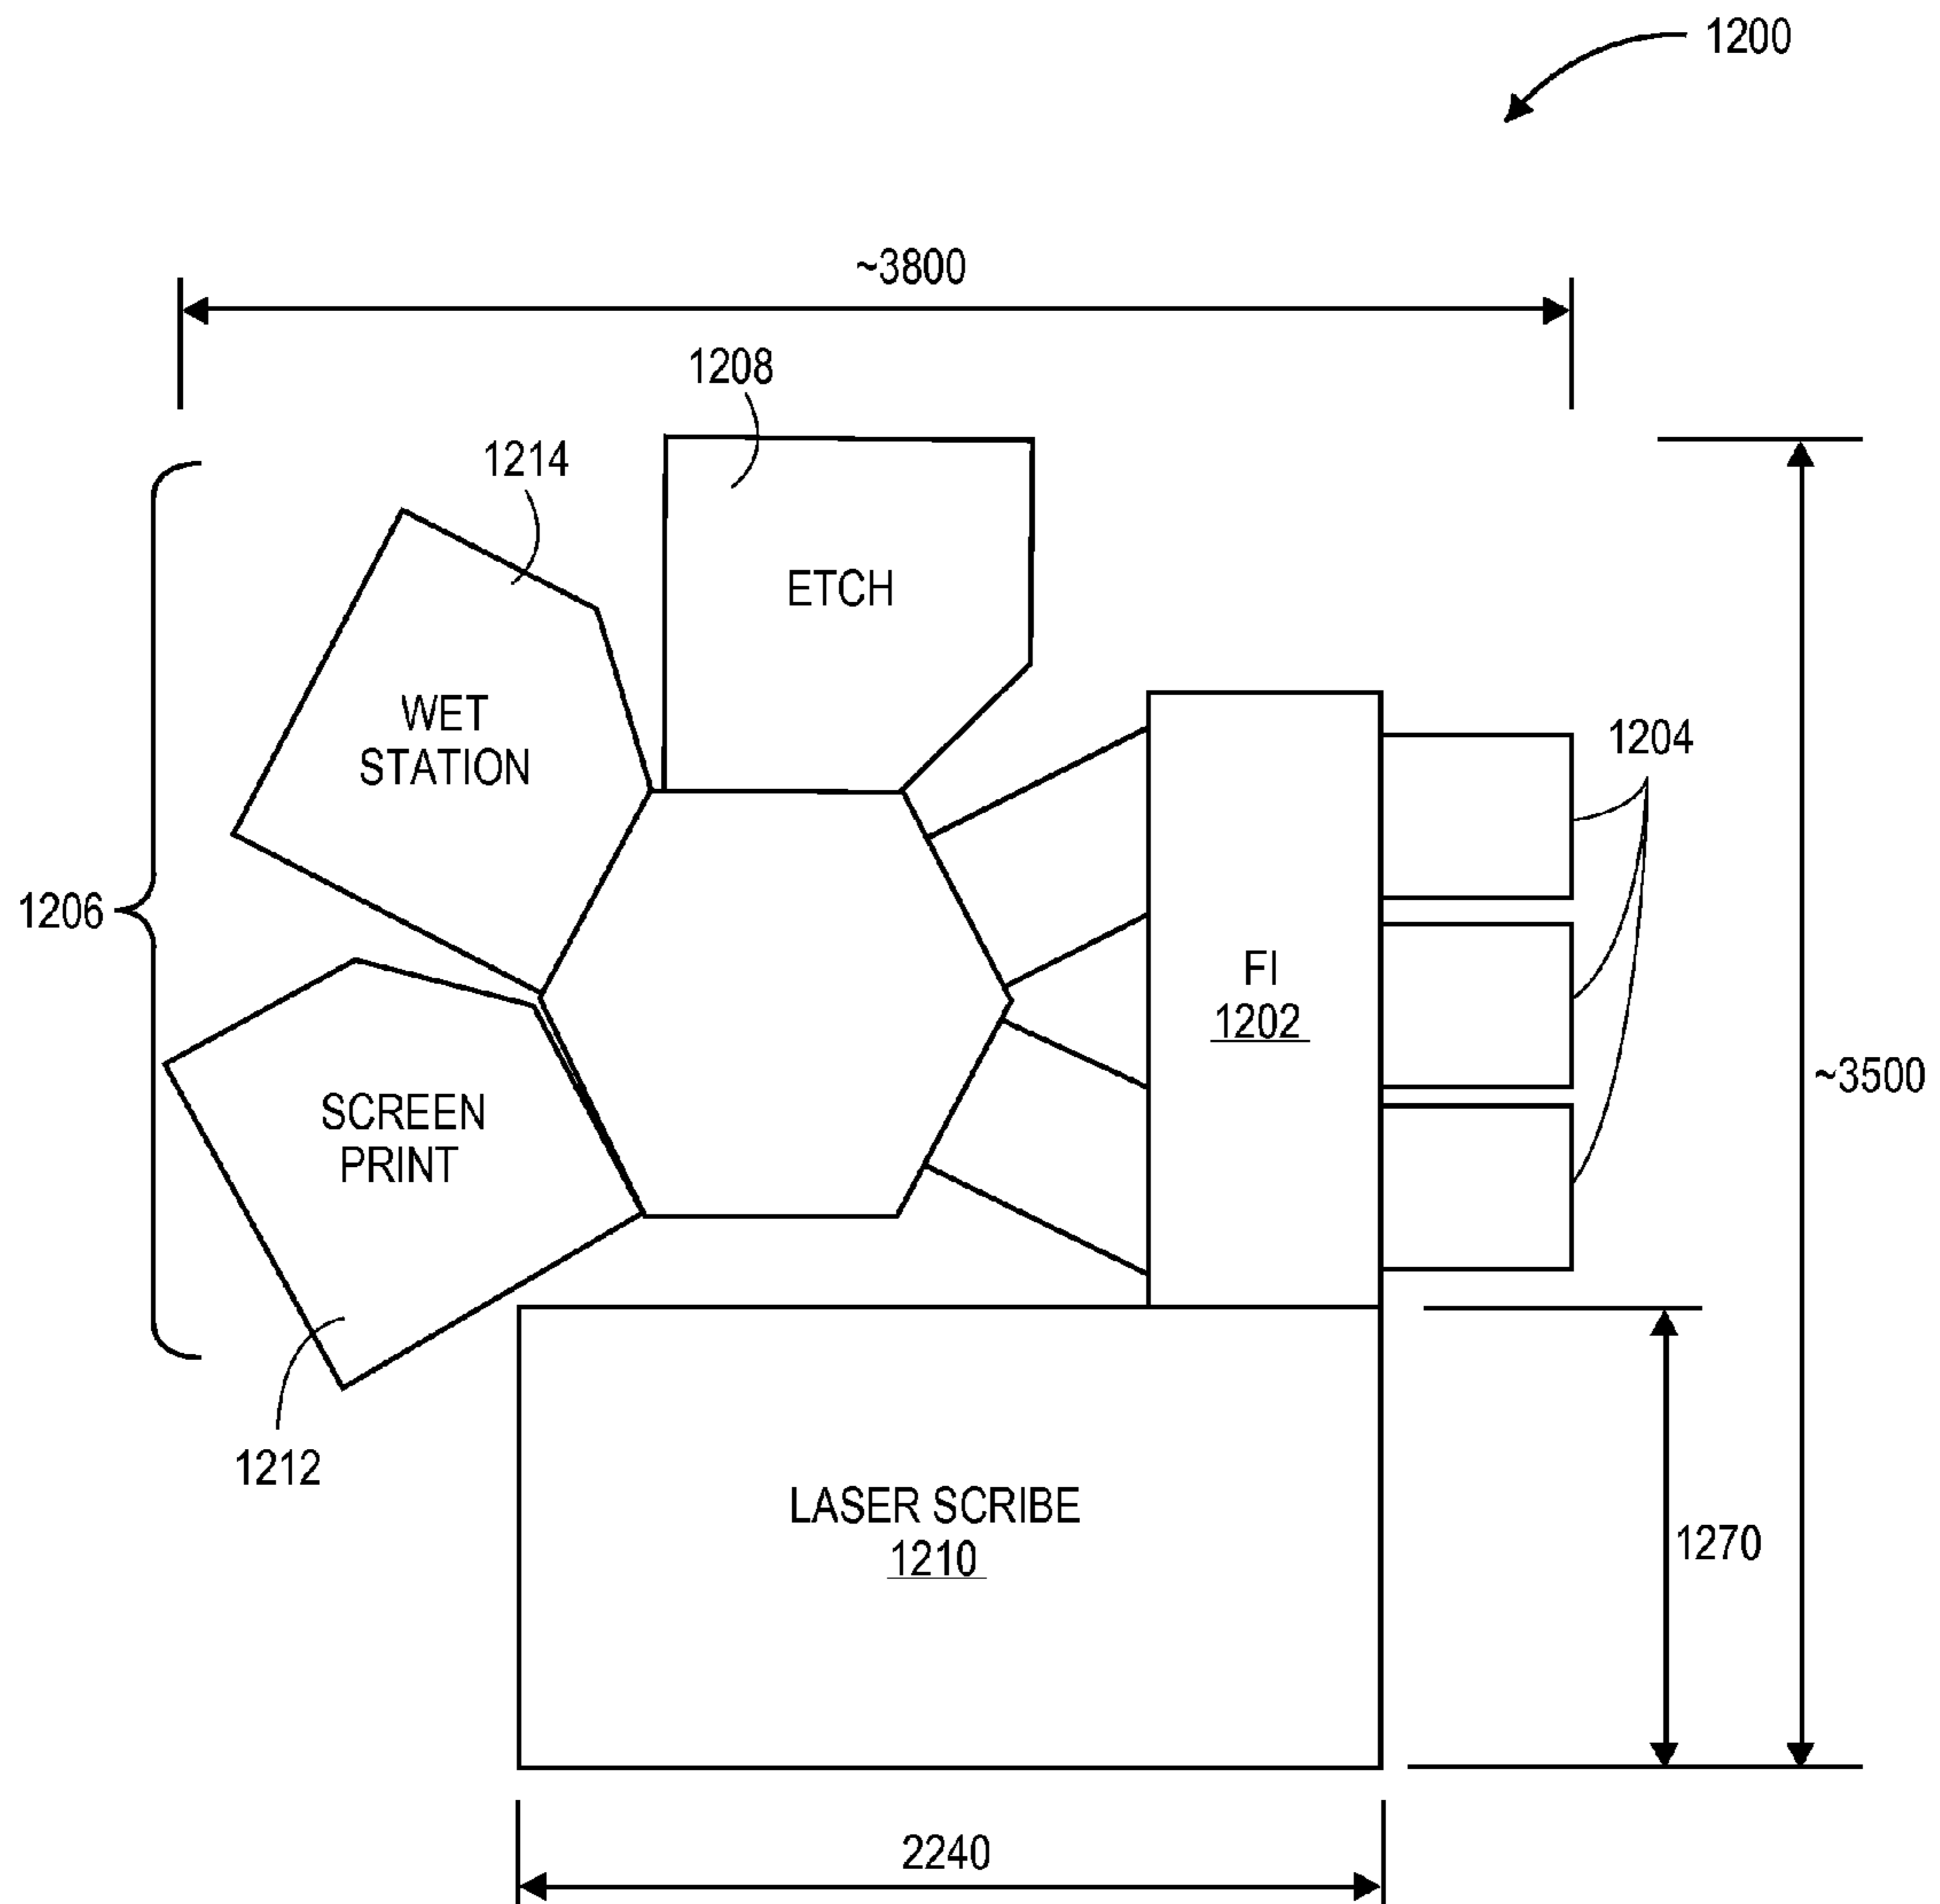 1200
~3800
1208
1214
ETCH
WET
STATION
1204
1206
FI
1202
~3500
SCREEN
PRINT
1212
LASER SCRIBE
1210
1270
2240